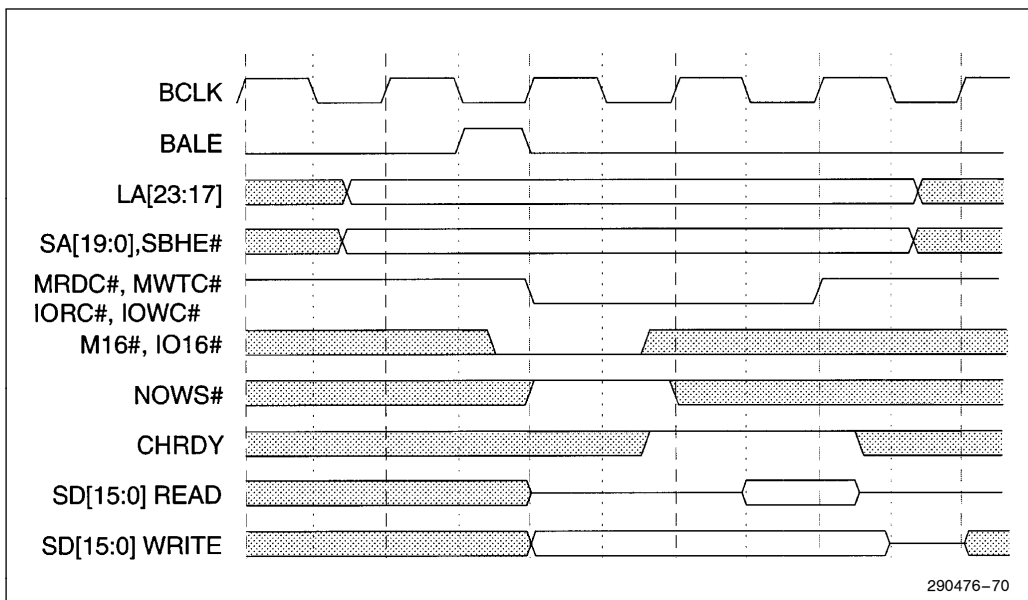 BCLK
BALE
LA[23:17]
SA[19:0],SBHE#
MRDC#, MWTC#
IORC#, IOWC#
M16#, IO16#
NOWS#
CHRDY
SD[15:0] READ
SD[15:0] WRITE
290476–70